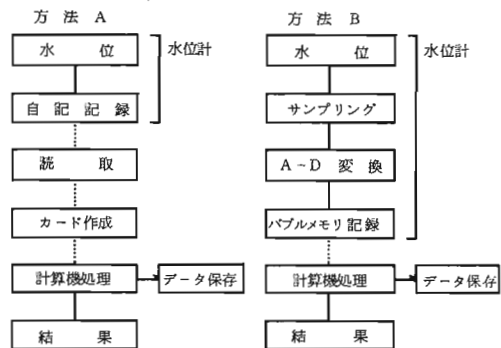 方法A
水位
水位計
自記記録
読取
カード作成
計算機処理
データ保存
結果
方法B
水位
水位計
サンプリング
A-D変換
バブルメモリ記録
計算機処理
データ保存
結果